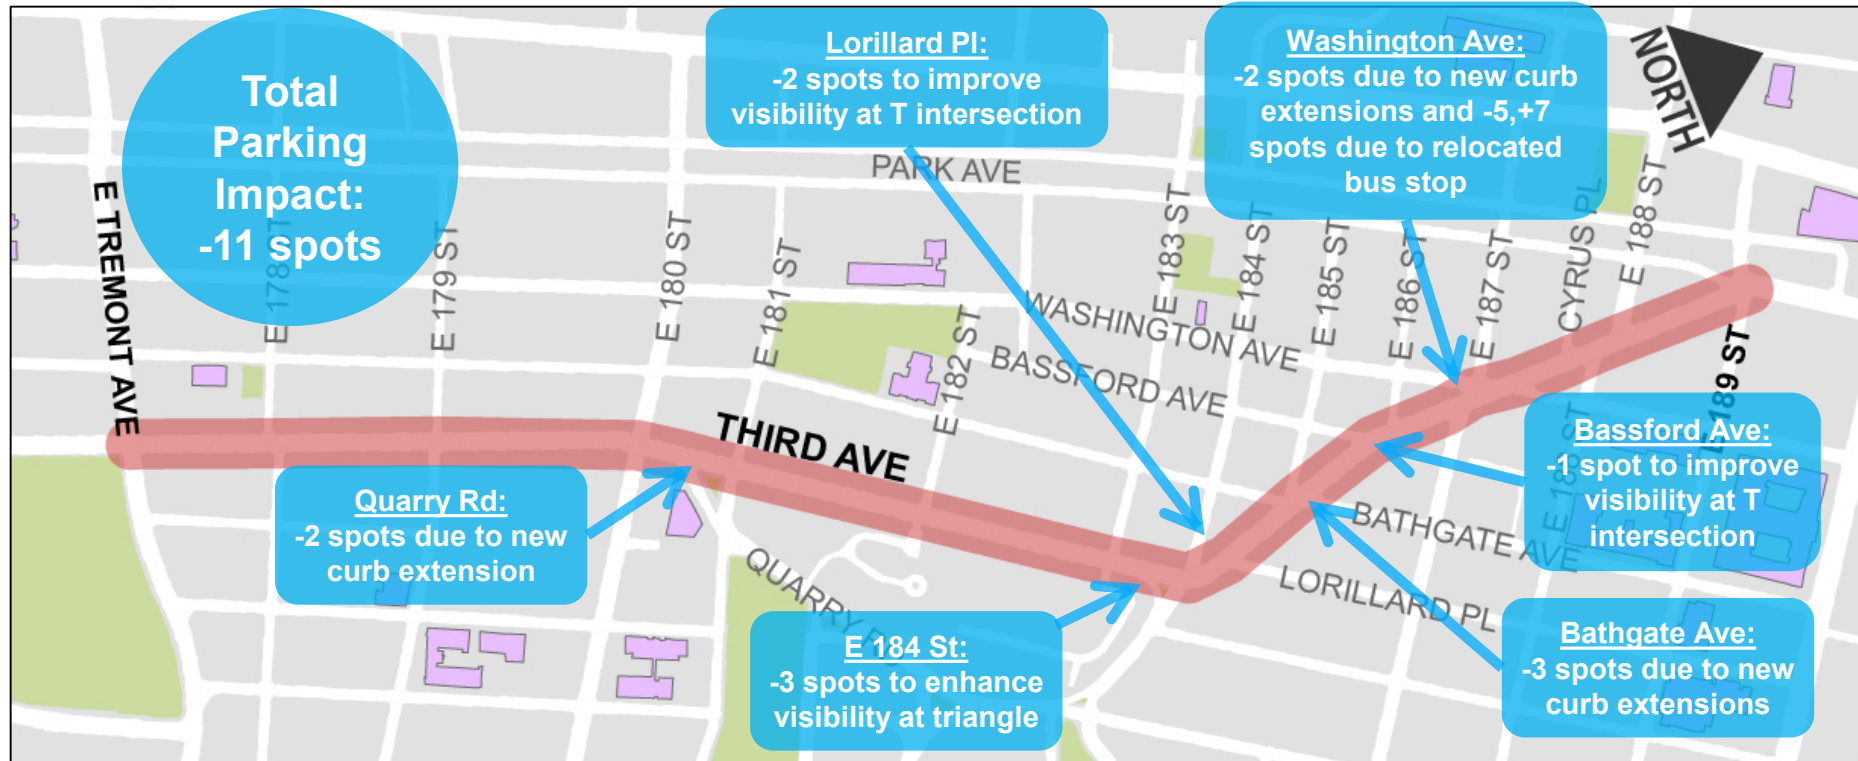 Total
Parking
Impact:
-11 spots
Lorillard Pl:
-2 spots to improve
visibility at T intersection
Washington Ave:
-2 spots due to new curb
extensions and -5,+7
spots due to relocated
bus stop
NORTH
PARK AVE
E TREMONT AVE
E 178 ST
E 179 ST
E 180 ST
E 181 ST
E 182 ST
E 183 ST
E 184 ST
E 185 ST
E 186 ST
E 187 ST
CYRUS PL
E 188 ST
WASHINGTON AVE
BASSFORD AVE
THIRD AVE
E 189 ST
Bassford Ave:
-1 spot to improve
visibility at T
intersection
Quarry Rd:
-2 spots due to new
curb extension
BATHGATE AVE
LORILLARD PL
QUARRY
E 184 St:
-3 spots to enhance
visibility at triangle
Bathgate Ave:
-3 spots due to new
curb extensions